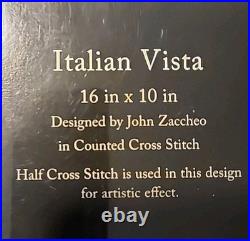 Italian Vista
16 in x 10 in
Designed by John Zaccheo
in Counted Cross Stitch
Half Cross Stitch is used in this design
for artistic effect.